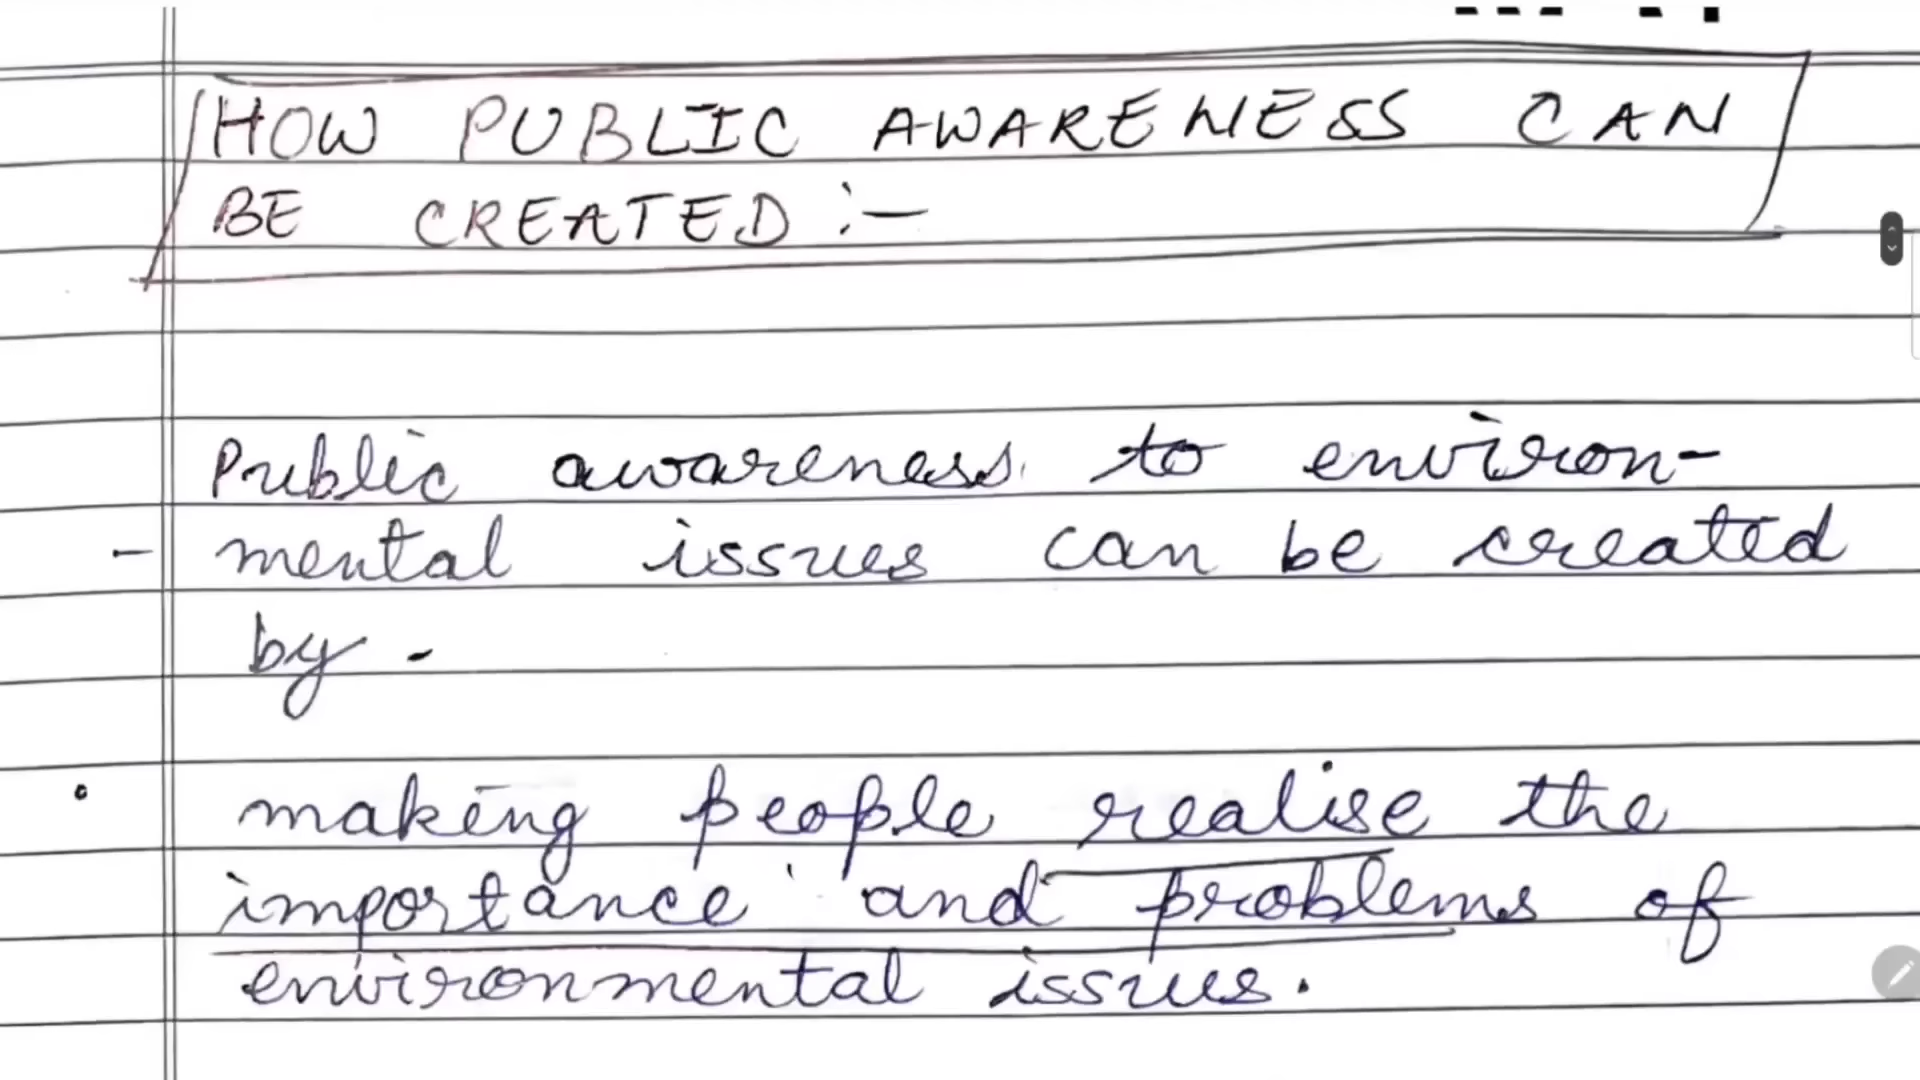 HOW PUBLIC AWARENESS CAN
BE CREATED :-
Public awareness to environ-
- mental issues can be created
by -
• making people realise the
importance and problems of
environmental issues.